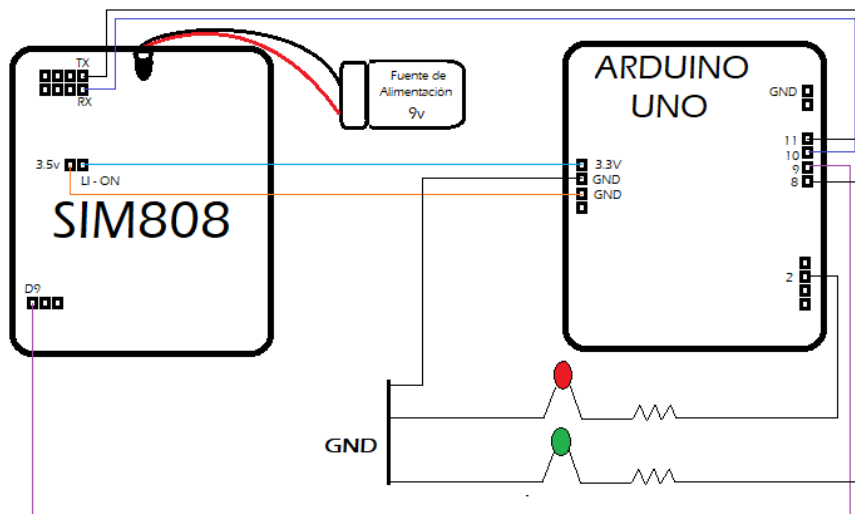 TX
RX
3.5v
LI - ON
SIM808
D9
Fuente de
Alimentación
9v
ARDUINO
UNO
GND
11
10
9
8
3.3V
GND
GND
2
GND